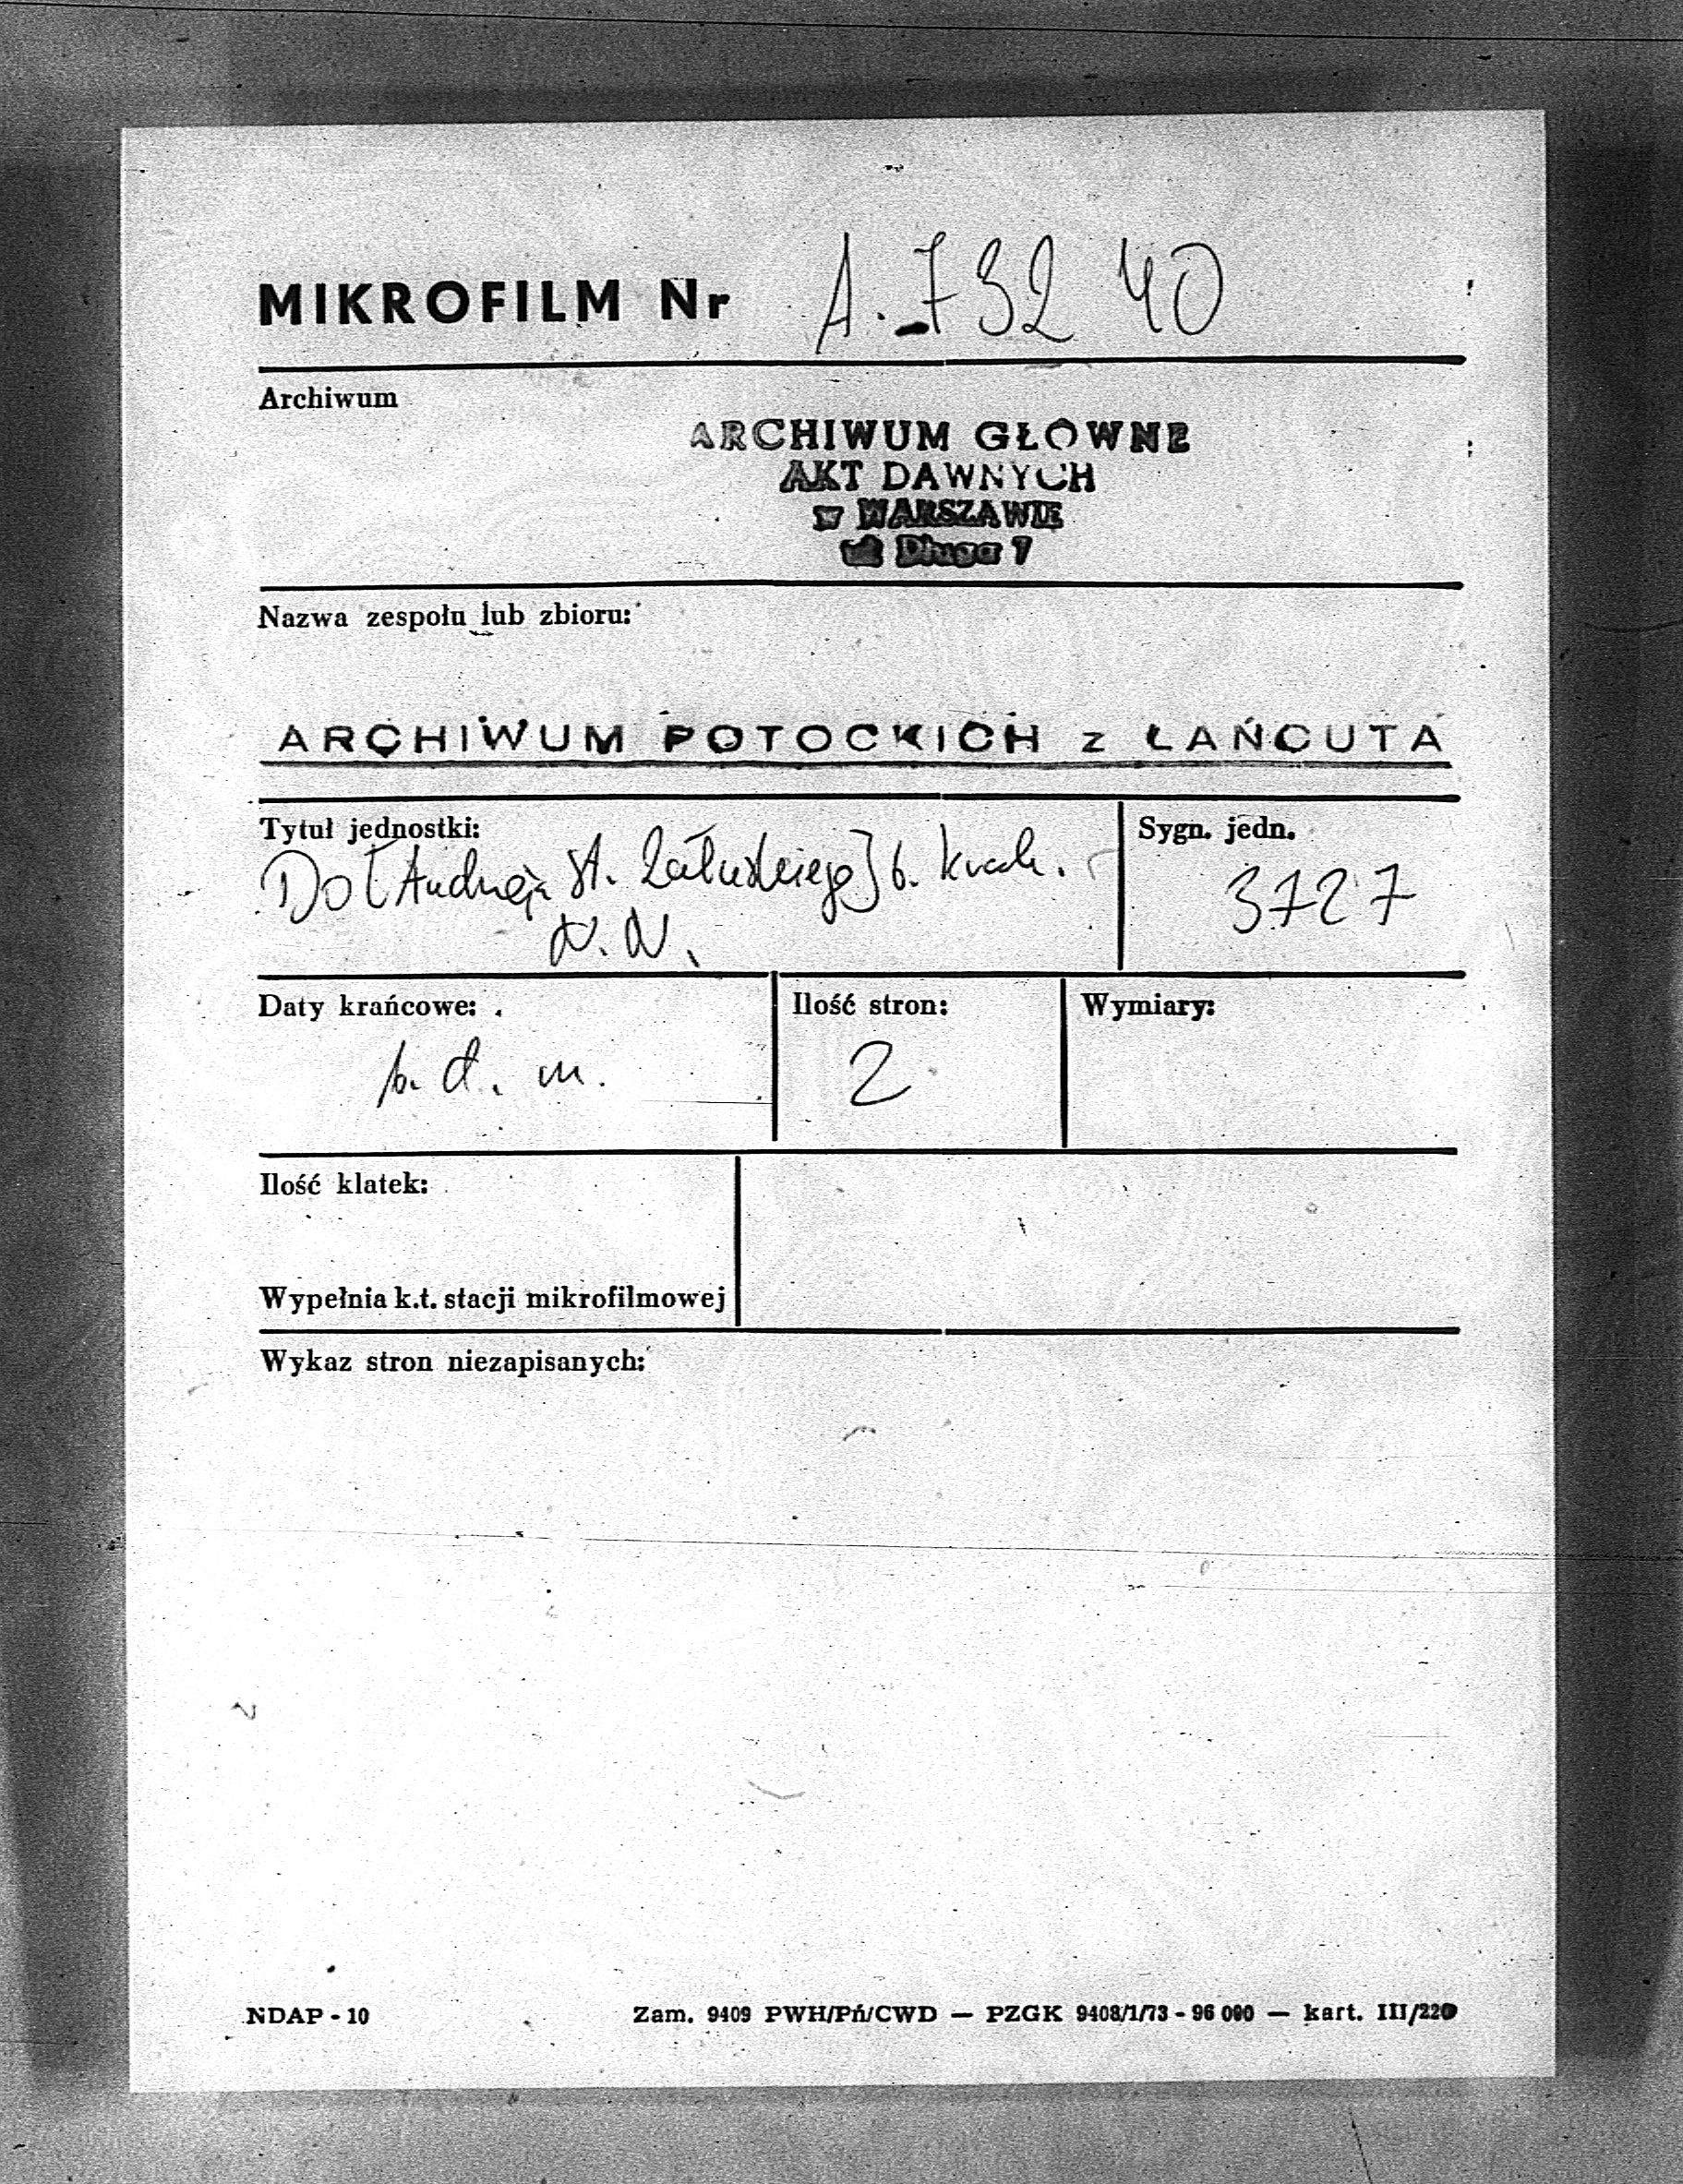 MIKROFILM Nr A. 73240
Archiwum
ARCHIWUM GŁÓWNE
AKT DAWNYCH
w WARSZAWIE
ul Długa 7
Nazwa zespołu lub zbioru:
ARCHIWUM POTOCKICH z ŁAŃCUTA
Tytuł jednostki:
Do [Andrzeja St. Załuskiego] b. krak.
N.N.
Sygn. jedn.
3727
Daty krańcowe:
b. d. m.
Ilość stron:
2
Wymiary:
Ilość klatek:
Wypełnia k.t. stacji mikrofilmowej
Wykaz stron niezapisanych:
NDAP - 10
Zam. 9409 PWH/Pń/CWD — PZGK 9408/1/73 - 96 000 — kart. III/220